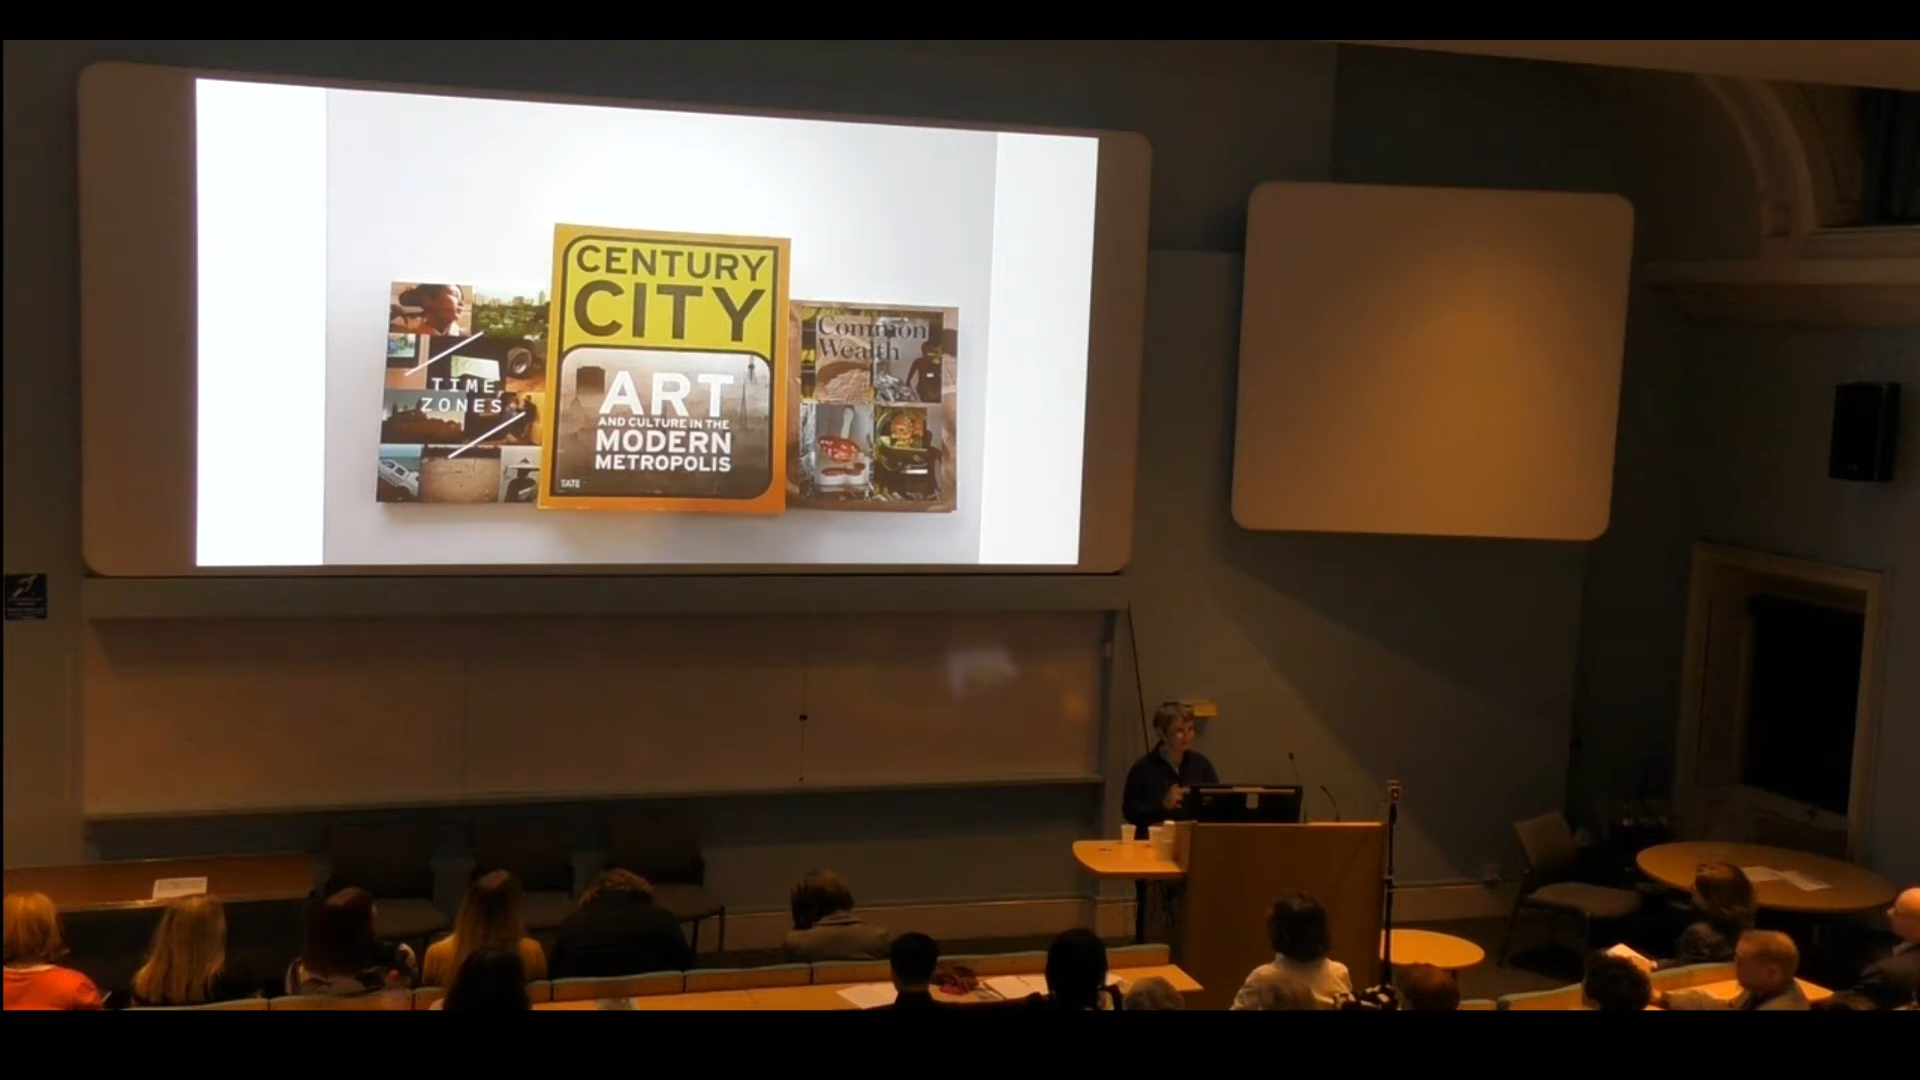 TIME
ZONES
CENTURY
CITY
ART
AND CULTURE IN THE
MODERN
METROPOLIS
TATE
Common
Wealth